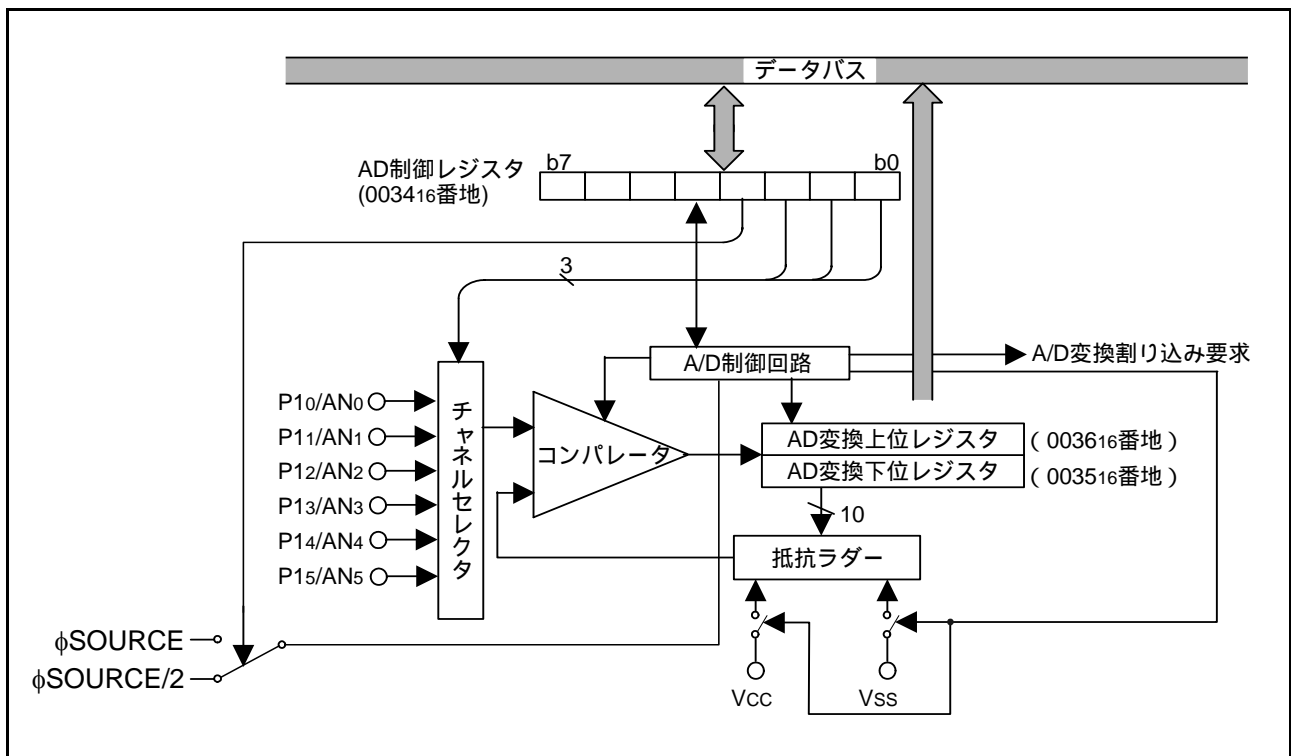 データバス
AD制御レジスタ
(003416番地)
b7
b0
3
A/D制御回路
A/D変換割り込み要求
P10/AN0
P11/AN1
P12/AN2
P13/AN3
P14/AN4
P15/AN5
チャネルセレクタ
コンパレータ
AD変換上位レジスタ
(003616番地)
AD変換下位レジスタ
(003516番地)
10
抵抗ラダー
φSOURCE
φSOURCE/2
VCC
VSS